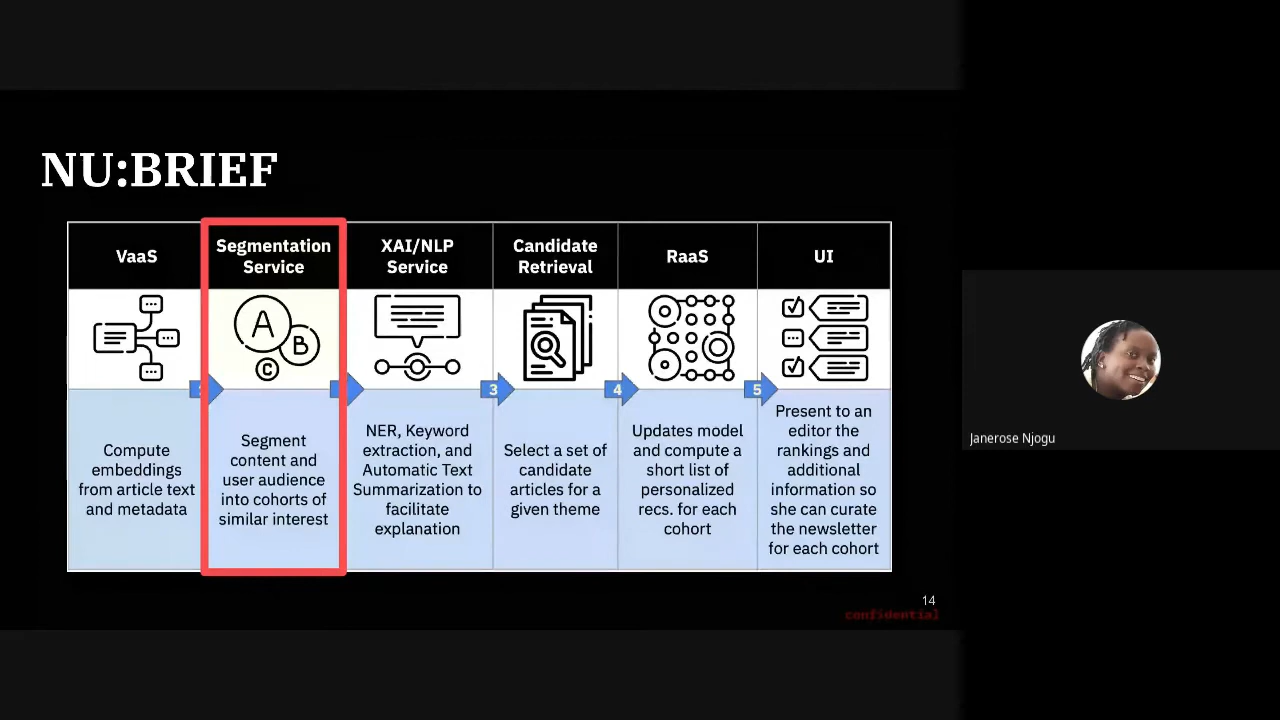 NU:BRIEF
VaaS
Segmentation
Service
XAI/NLP
Service
Candidate
Retrieval
RaaS
UI
A
B
C
3
4
5
Compute
embeddings
from article text
and metadata
Segment
content and
user audience
into cohorts of
similar interest
NER, Keyword
extraction, and
Automatic Text
Summarization to
facilitate
explanation
Select a set of
candidate
articles for a
given theme
Updates model
and compute a
short list of
personalized
recs. for each
cohort
Present to an
editor the
rankings and
additional
information so
she can curate
the newsletter
for each cohort
14
confidential
Janerose Njogu